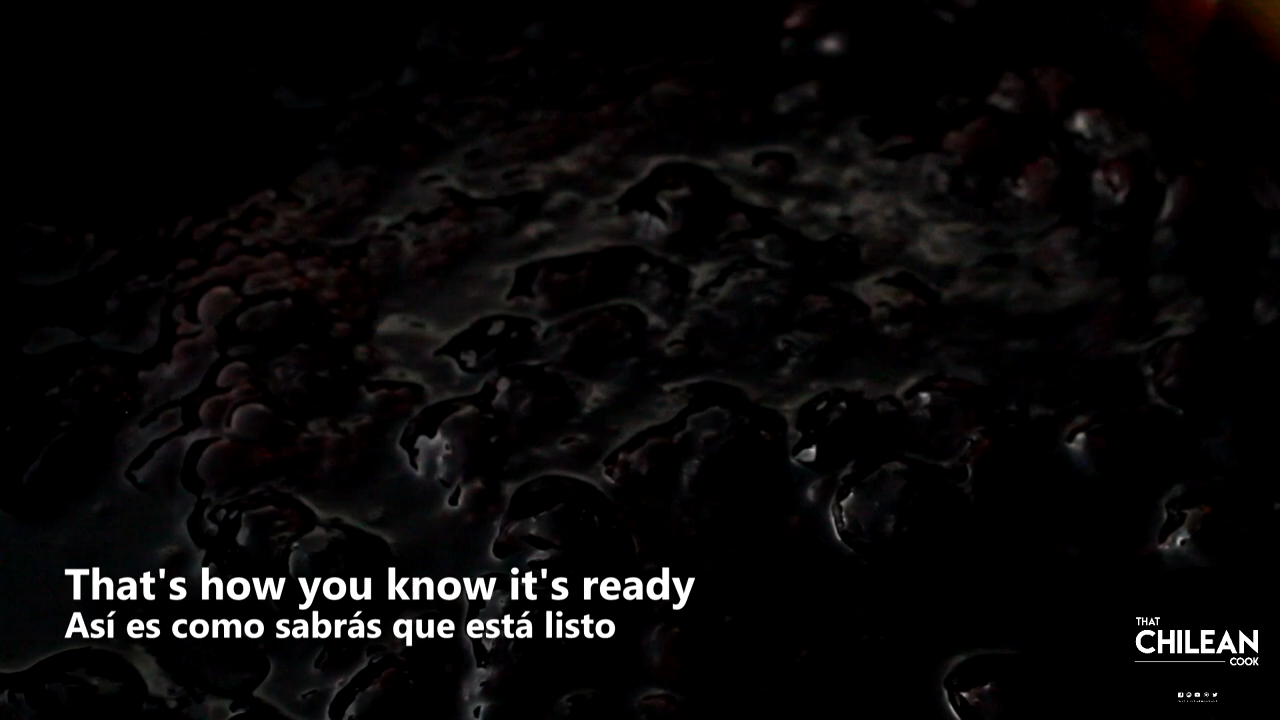 That's how you know it's ready
Así es como sabrás que está listo
THAT
CHILEAN
COOK